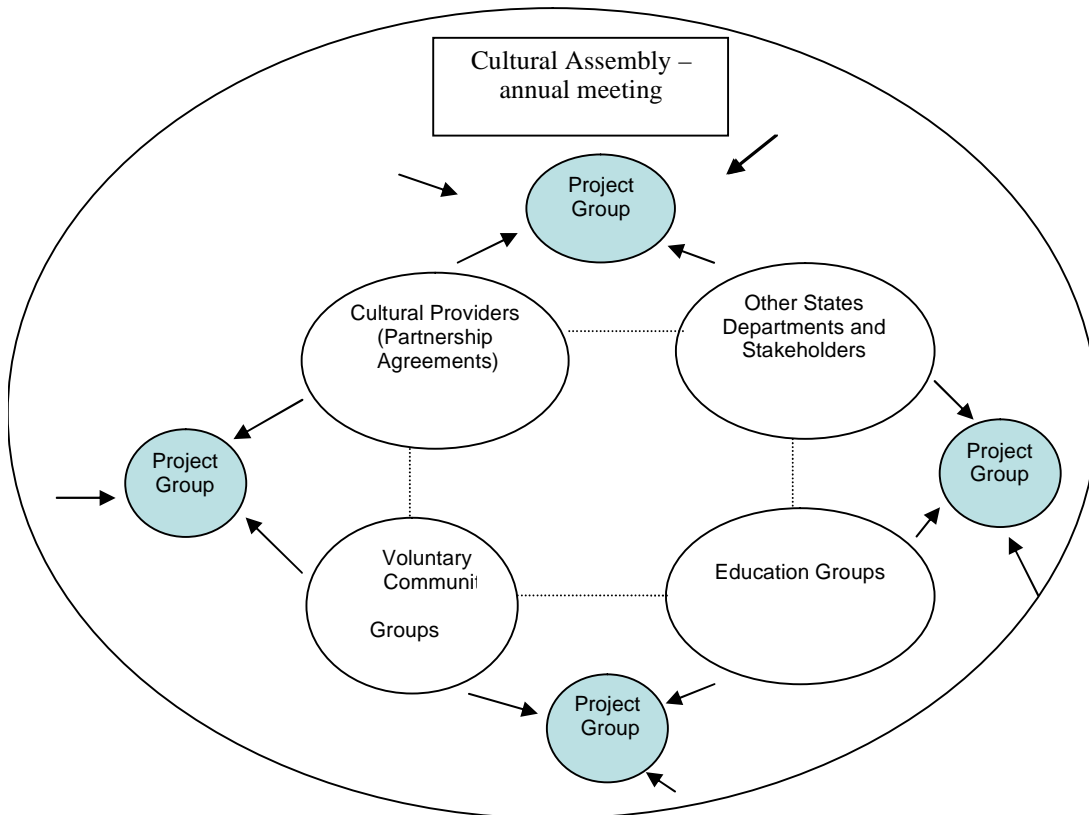 Cultural Assembly –
annual meeting
Project
Group
Cultural Providers
(Partnership
Agreements)
Other States
Departments and
Stakeholders
Project
Group
Project
Group
Voluntary
Communit
Groups
Education Groups
Project
Group